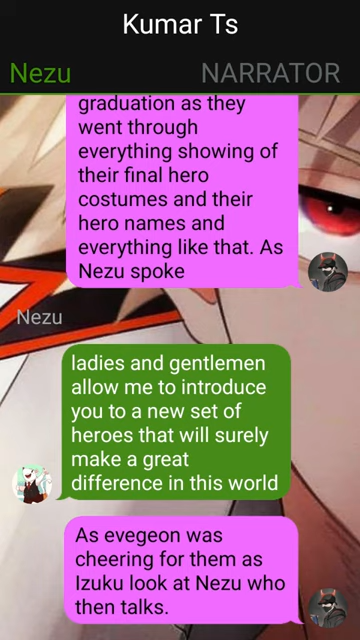 Kumar Ts
Nezu NARRATOR
graduation as they
went through
everything showing of
their final hero
costumes and their
hero names and
everything like that. As
Nezu spoke
Nezu
ladies and gentlemen
allow me to introduce
you to a new set of
heroes that will surely
make a great
difference in this world
As evegeon was
cheering for them as
Izuku look at Nezu who
then talks.